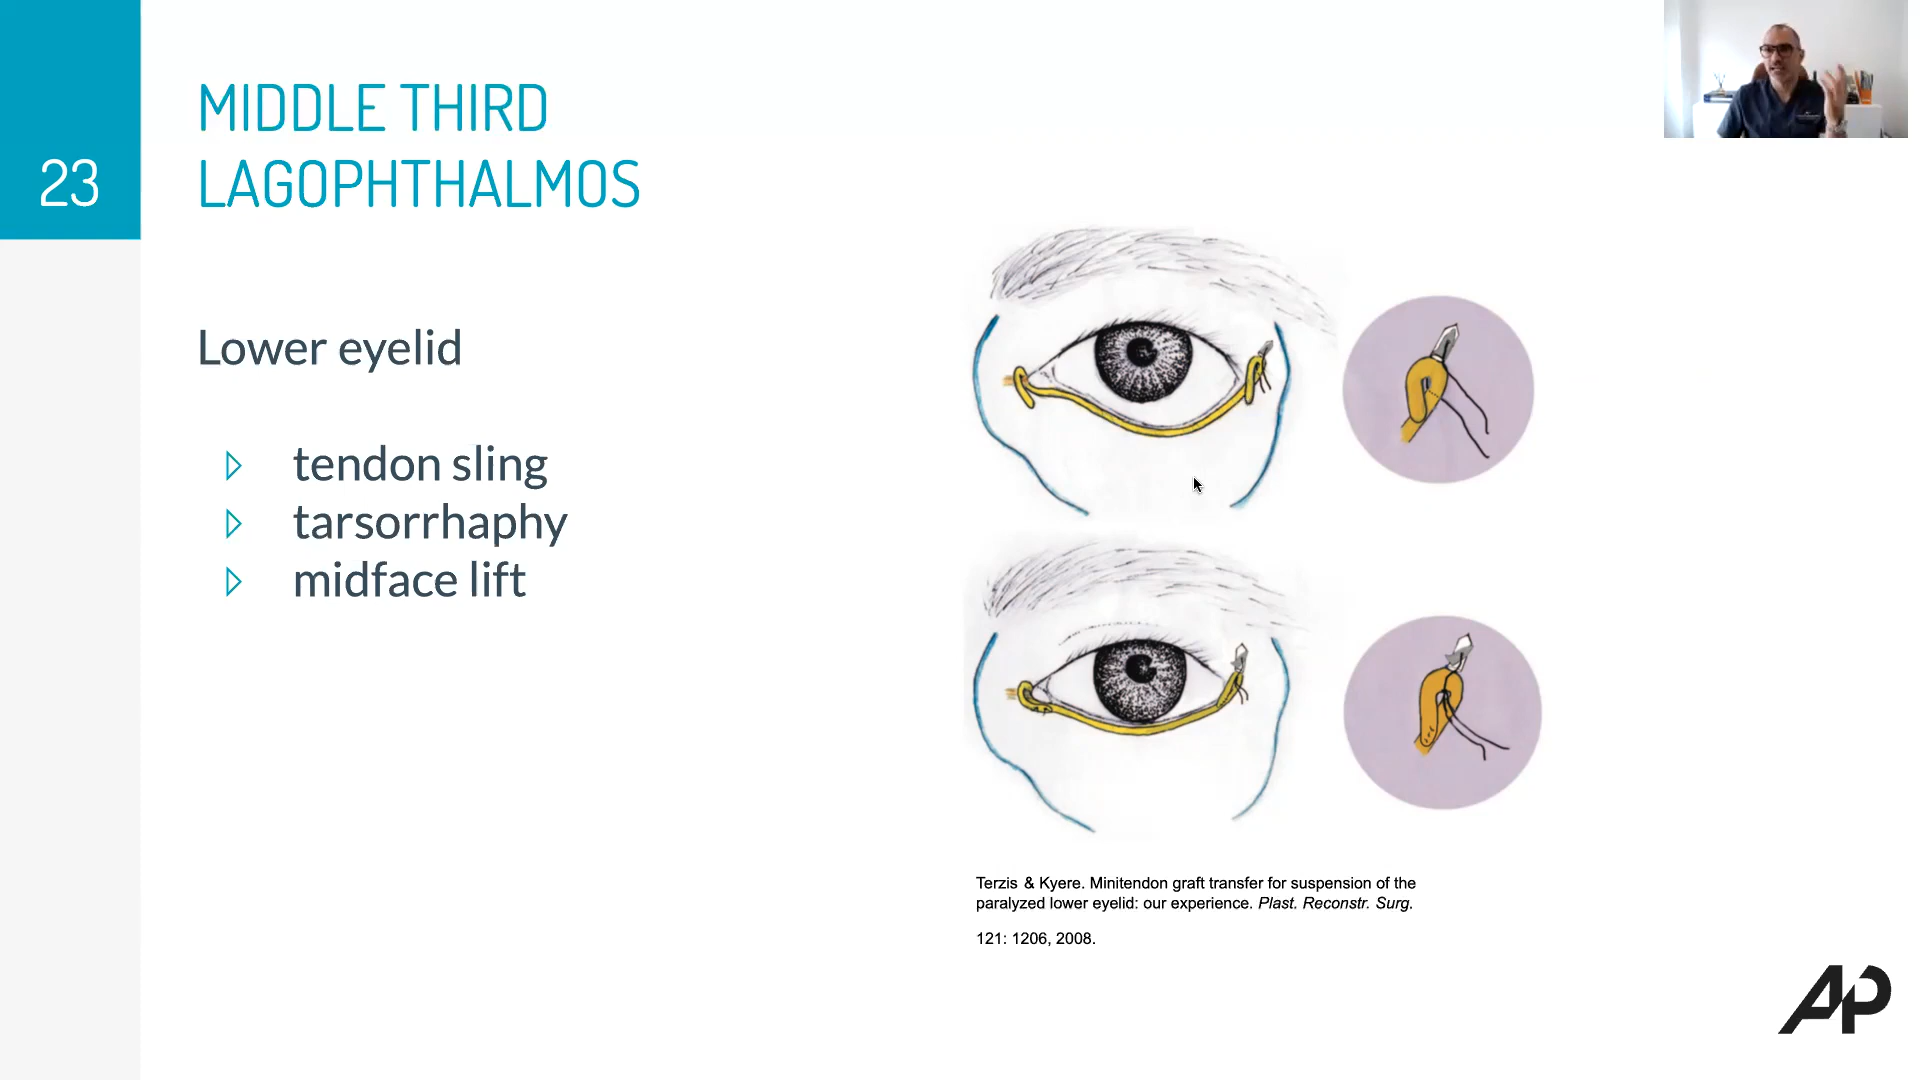 23
MIDDLE THIRD
LAGOPHTHALMOS
Lower eyelid
tendon sling
tarsorrhaphy
midface lift
Terzis & Kyere. Minitendon graft transfer for suspension of the
paralyzed lower eyelid: our experience. Plast. Reconstr. Surg.
121: 1206, 2008.
AP